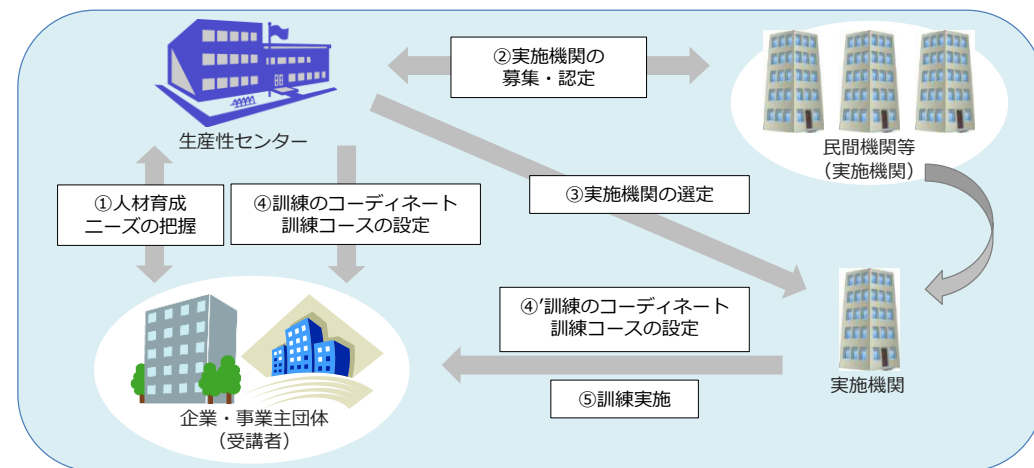 生産性センター
②実施機関の
募集・認定
民間機関等
（実施機関）
①人材育成
ニーズの把握
④訓練のコーディネート
訓練コースの設定
③実施機関の選定
④’訓練のコーディネート
訓練コースの設定
⑤訓練実施
実施機関
企業・事業主団体
（受講者）